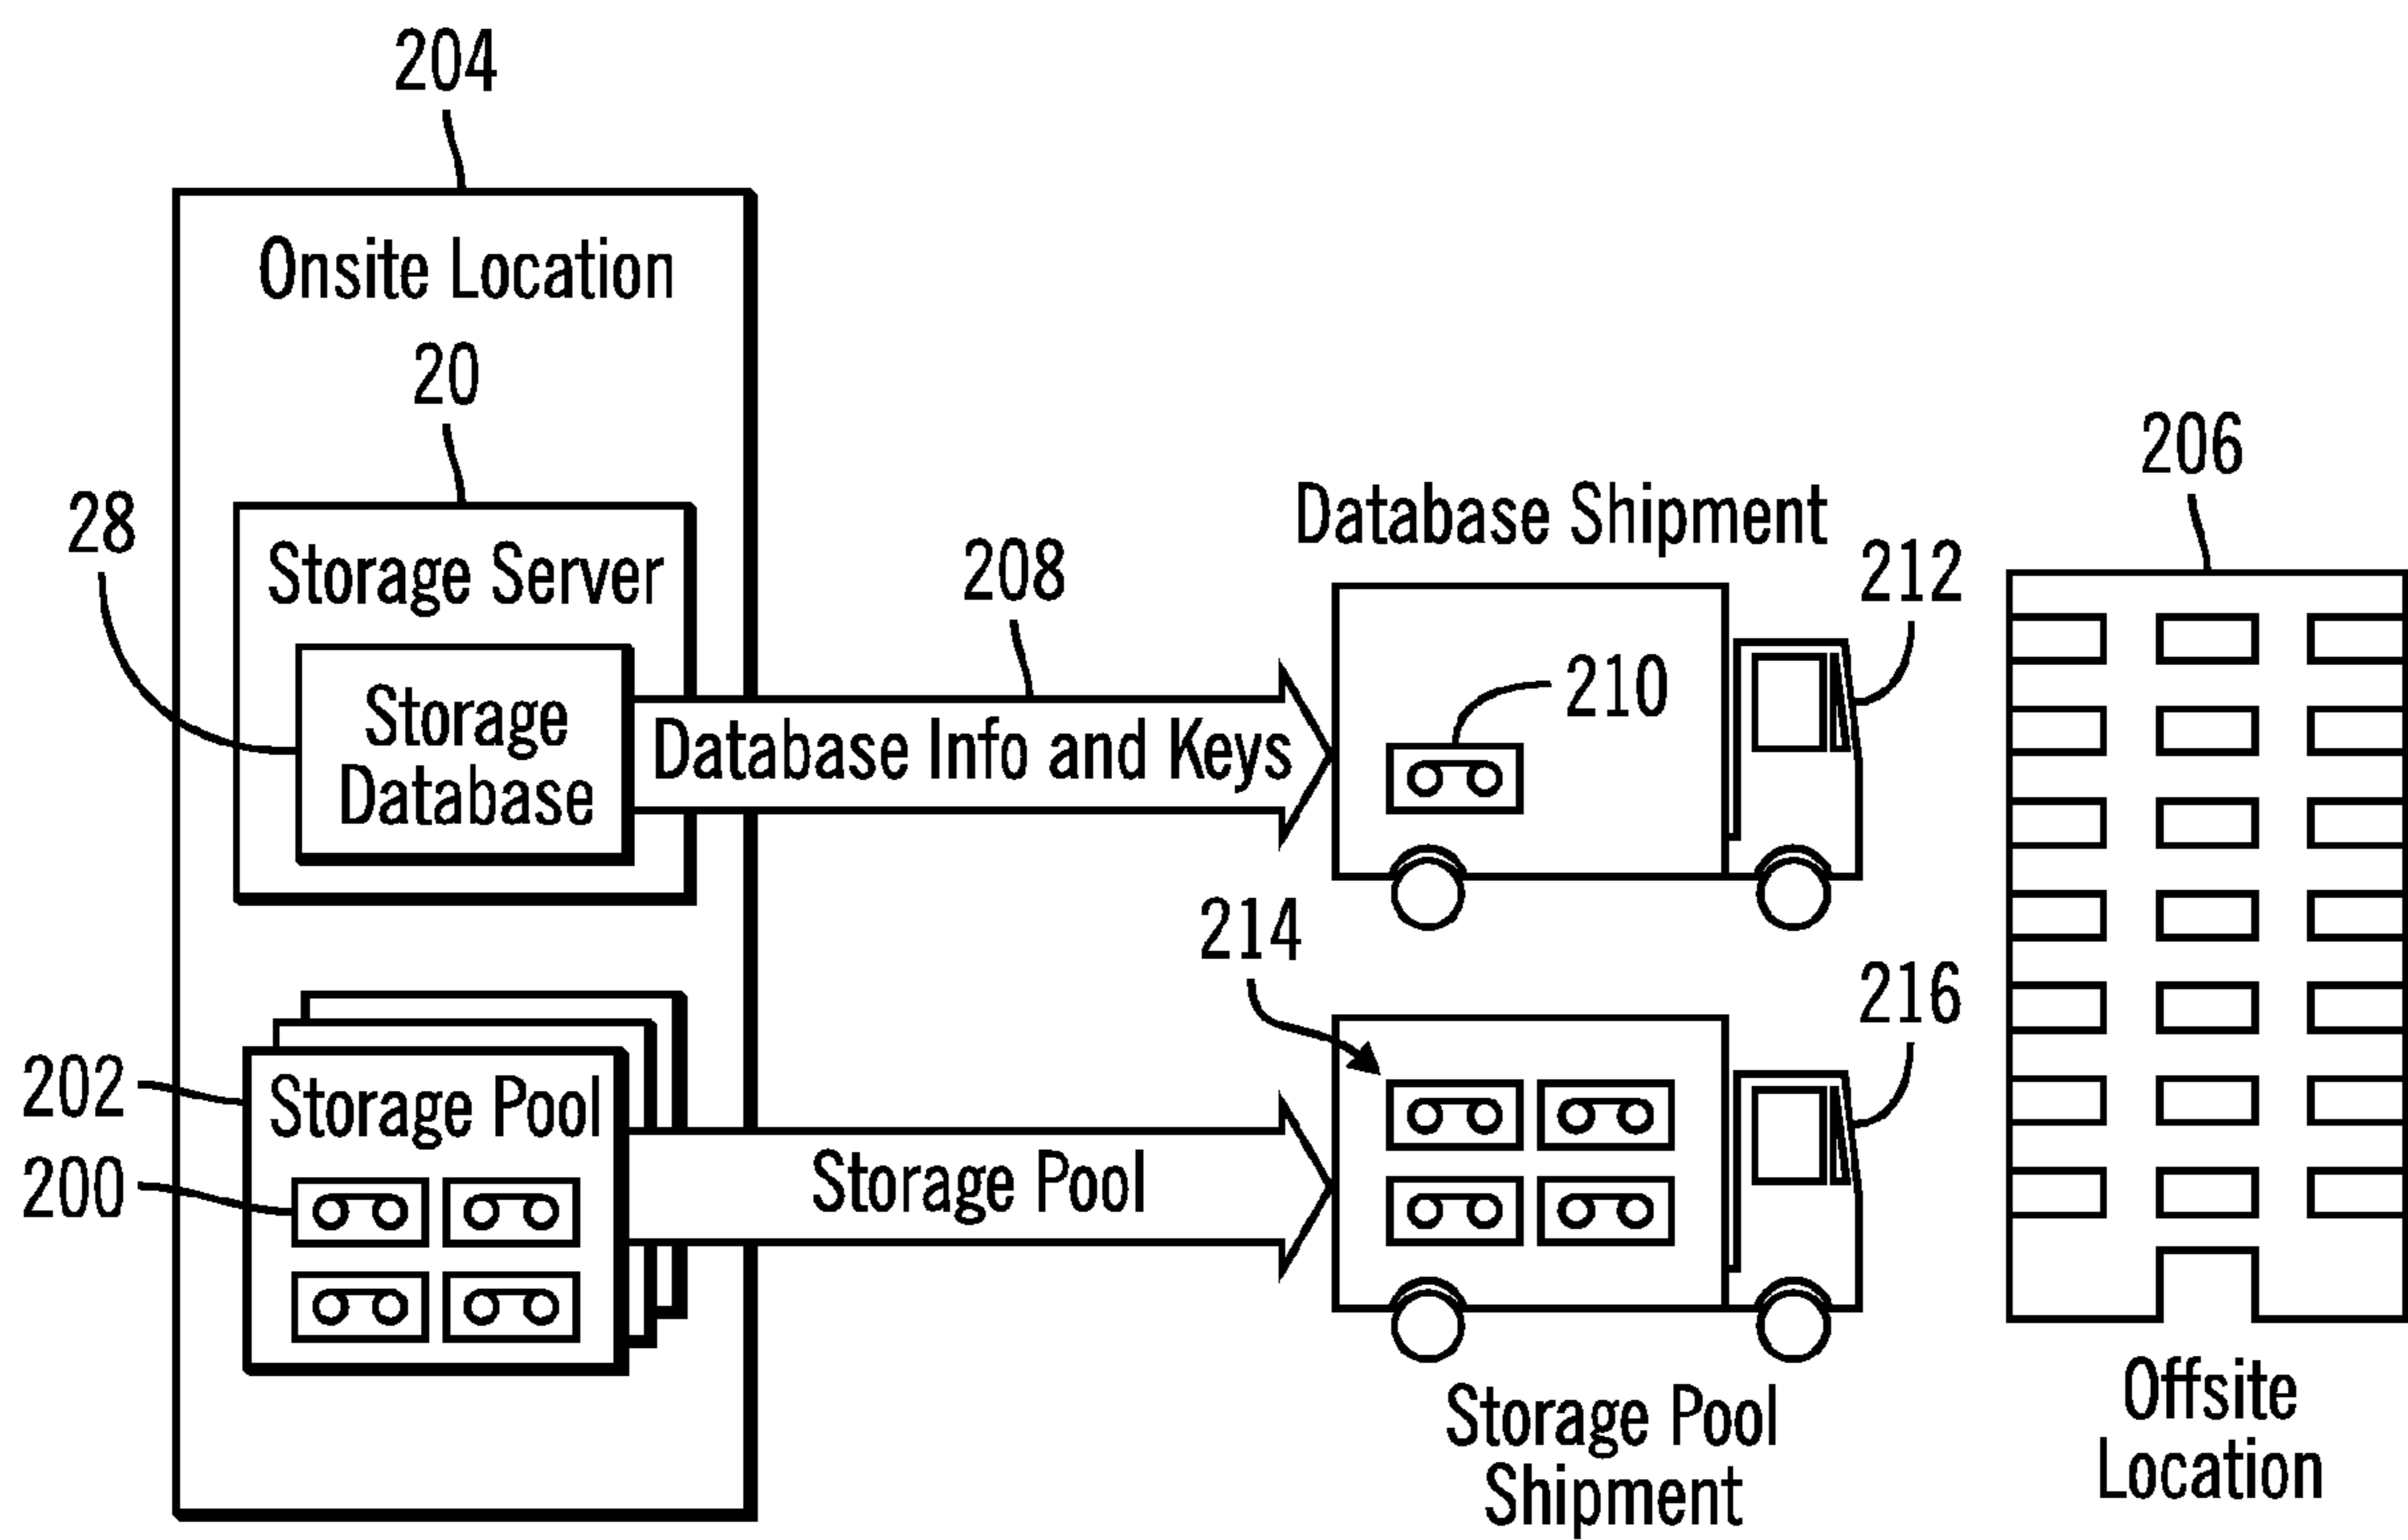 204
Onsite Location
20
28
Storage Server
Storage
Database
208
Database Info and Keys
Database Shipment
210
212
206
202
200
Storage Pool
Storage Pool
214
216
Storage Pool
Shipment
Offsite
Location